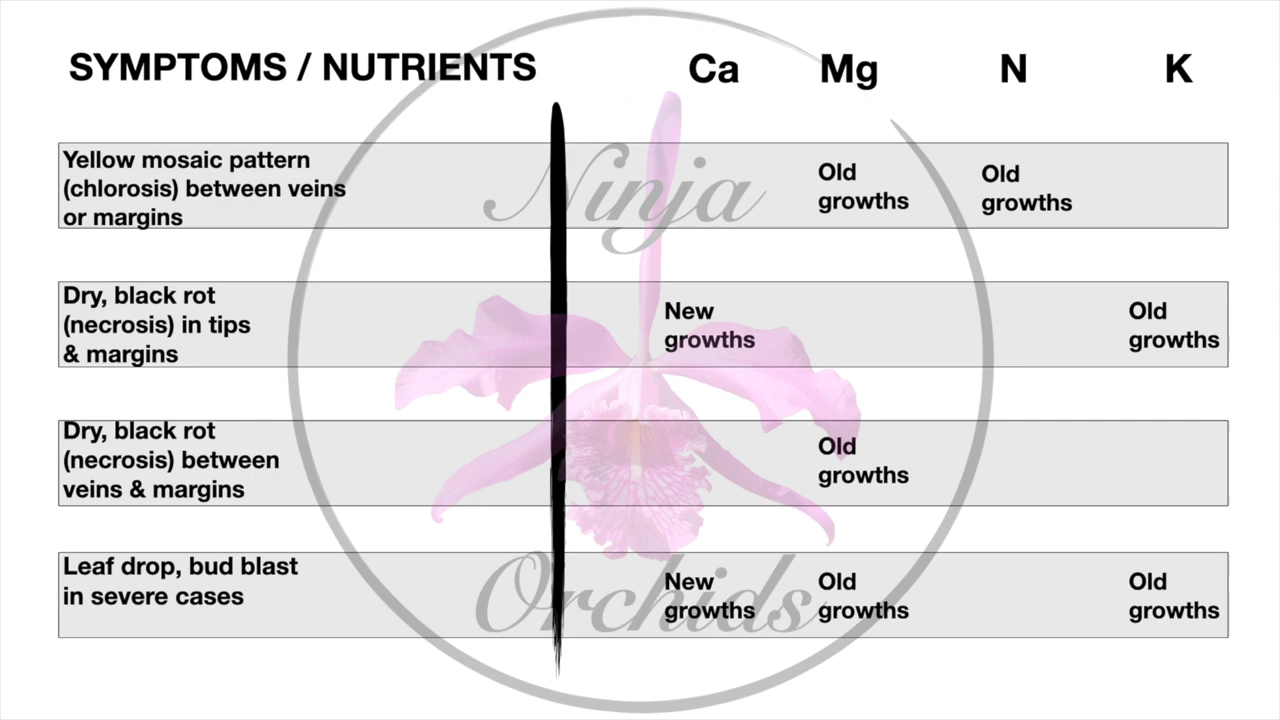 SYMPTOMS / NUTRIENTS Ca Mg N K
Yellow mosaic pattern
(chlorosis) between veins
or margins
Old
growths
Old
growths
Dry, black rot
(necrosis) in tips
& margins
New
growths
Old
growths
Dry, black rot
(necrosis) between
veins & margins
Old
growths
Leaf drop, bud blast
in severe cases
New
growths
Old
growths
Old
growths
Ninja
Orchids